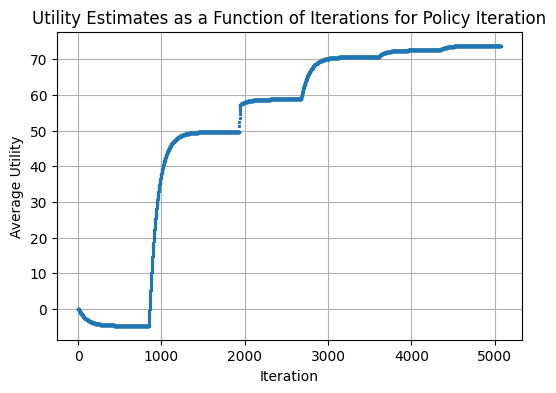 Utility Estimates as a Function of Iterations for Policy Iteration
Average Utility
70
60
50
40
30
20
10
0
0 1000 2000 3000 4000 5000
Iteration